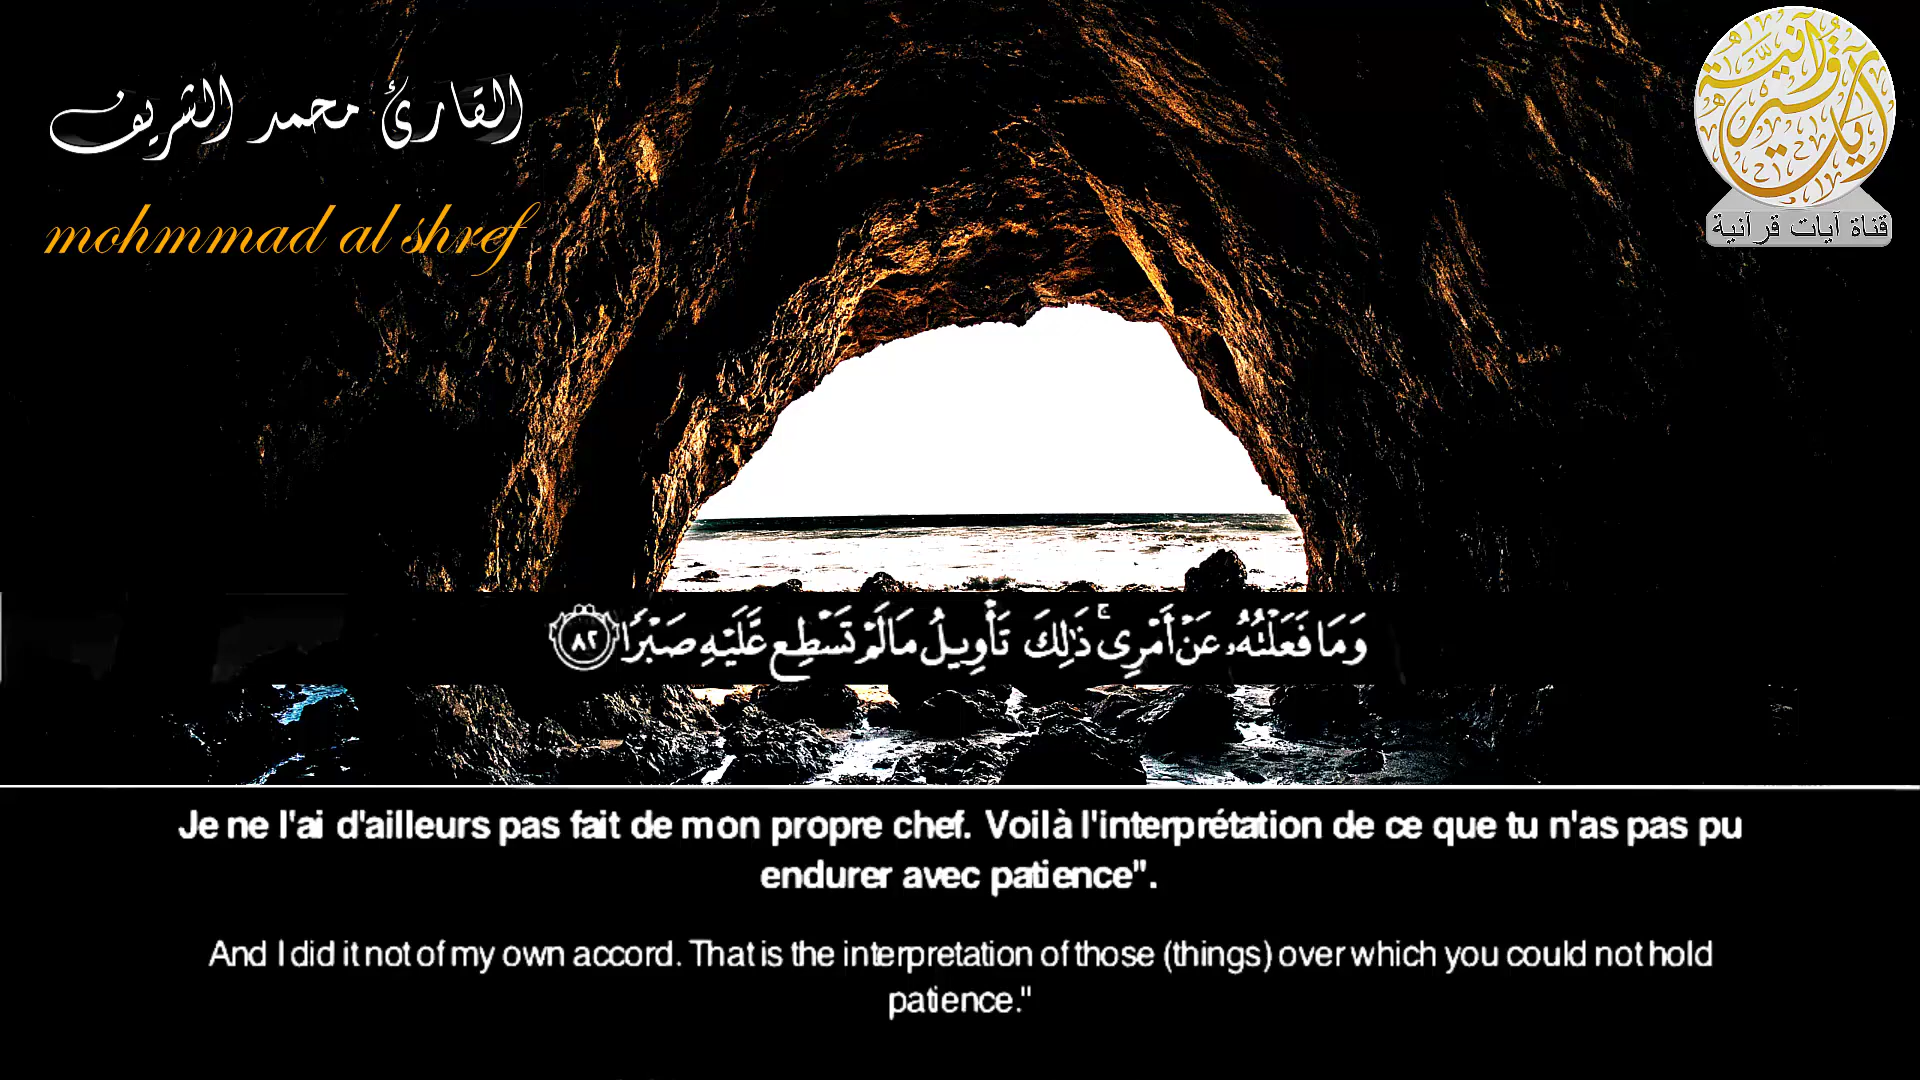 القارئ محمد الشريف
آيات قرآنية
mohmmad al shref
قناة آيات قرآنية
وَمَا فَعَلْتُهُۥ عَنْ أَمْرِى ۚ ذَٰلِكَ تَأْوِيلُ مَا لَمْ تَسْطِع عَّلَيْهِ صَبْرًا ٨٢
Je ne l'ai d'ailleurs pas fait de mon propre chef. Voilà l'interprétation de ce que tu n'as pas pu
endurer avec patience".
And I did it not of my own accord. That is the interpretation of those (things) over which you could not hold
patience."